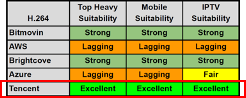 H.264 Top Heavy Suitability Mobile Suitability IPTV Suitability
Bitmovin Strong Strong Strong
AWS Lagging Lagging Lagging
Brightcove Strong Strong Strong
Azure Lagging Lagging Fair
Tencent Excellent Excellent Excellent